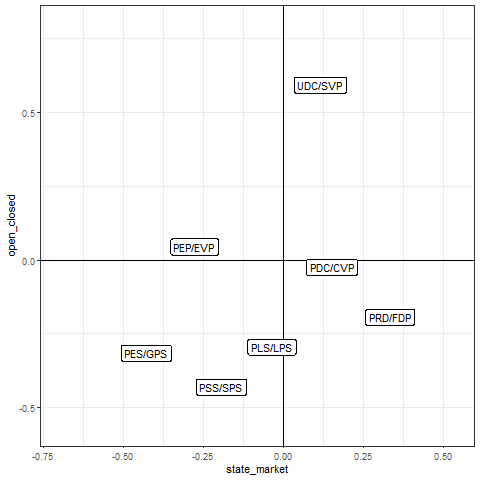 UDC/SVP
0.5
open_closed
PEP/EVP
0.0
PDC/CVP
PRD/FDP
PLS/LPS
PES/GPS
PSS/SPS
-0.5
-0.75 -0.50 -0.25 0.00 0.25 0.50
state_market